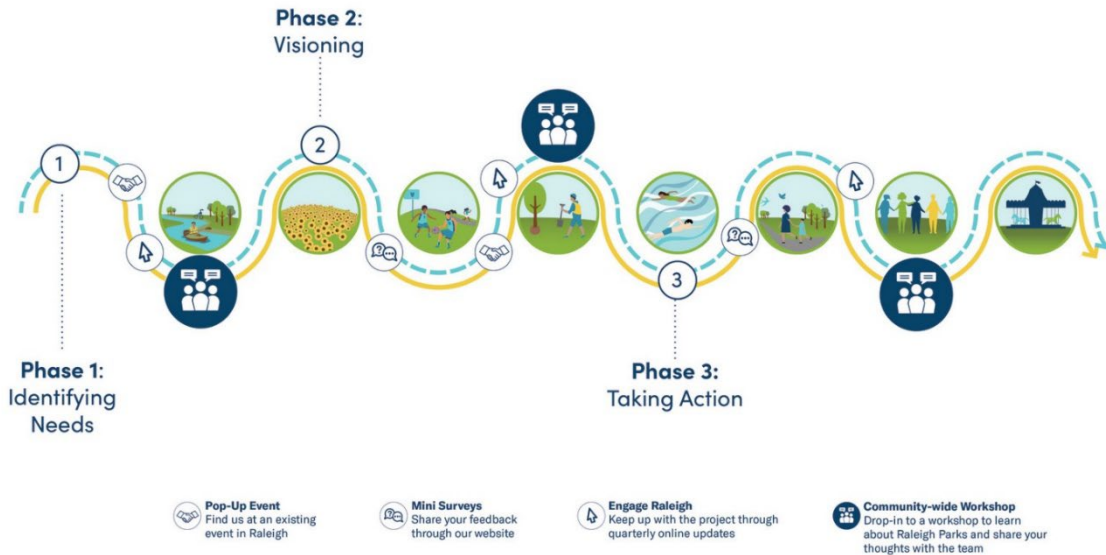 Phase 2:
Visioning
1
2
3
Phase 1:
Identifying
Needs
Phase 3:
Taking Action
Pop-Up Event
Find us at an existing
event in Raleigh
Mini Surveys
Share your feedback
through our website
Engage Raleigh
Keep up with the project through
quarterly online updates
Community-wide Workshop
Drop-in to a workshop to learn
about Raleigh Parks and share your
thoughts with the team